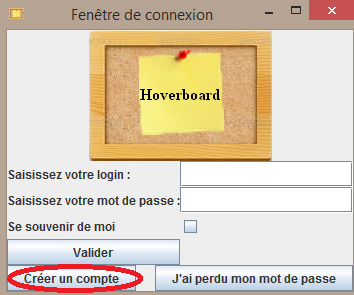 Fenêtre de connexion
Hoverboard
Saisissez votre login :
Saisissez votre mot de passe :
Se souvenir de moi
Valider
Créer un compte
J'ai perdu mon mot de passe